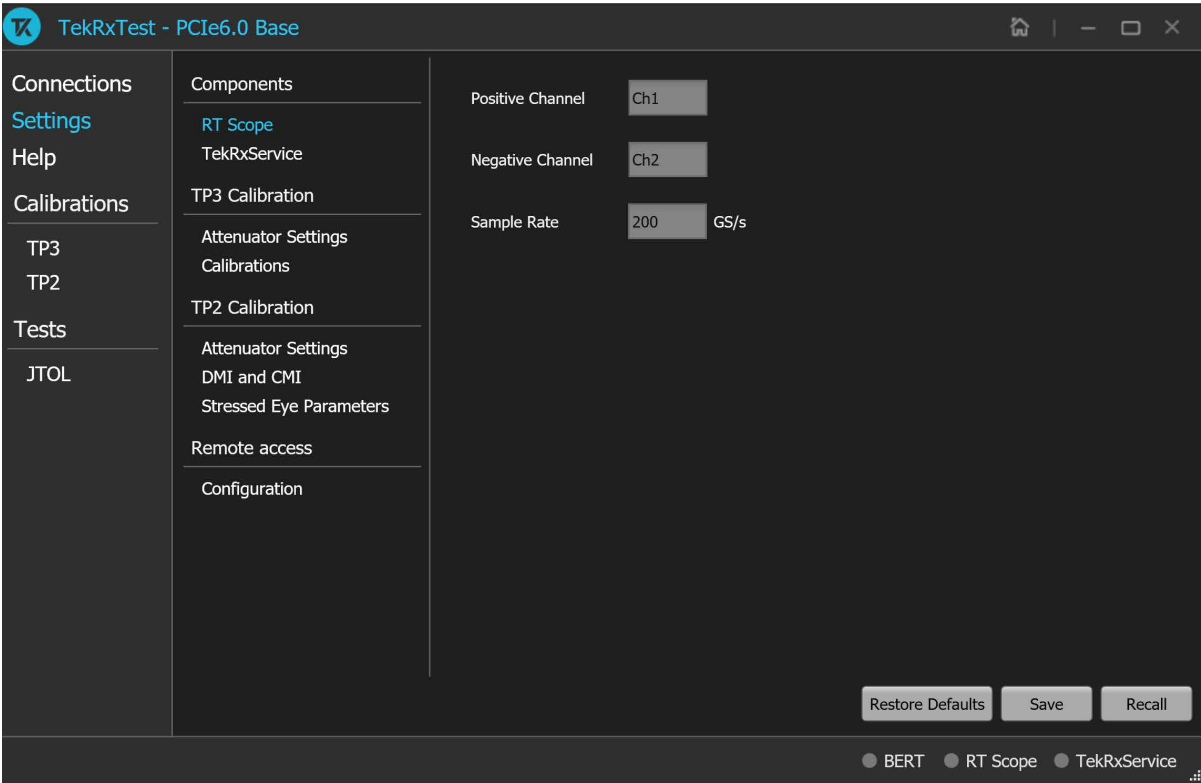 TekRxTest - PCIe6.0 Base
Connections
Settings
Help
Calibrations
TP3
TP2
Tests
JTOL
Components
RT Scope
TekRxService
TP3 Calibration
Attenuator Settings
Calibrations
TP2 Calibration
Attenuator Settings
DMI and CMI
Stressed Eye Parameters
Remote access
Configuration
Positive Channel Ch1
Negative Channel Ch2
Sample Rate 200 GS/s
Restore Defaults Save Recall
BERT RT Scope TekRxService